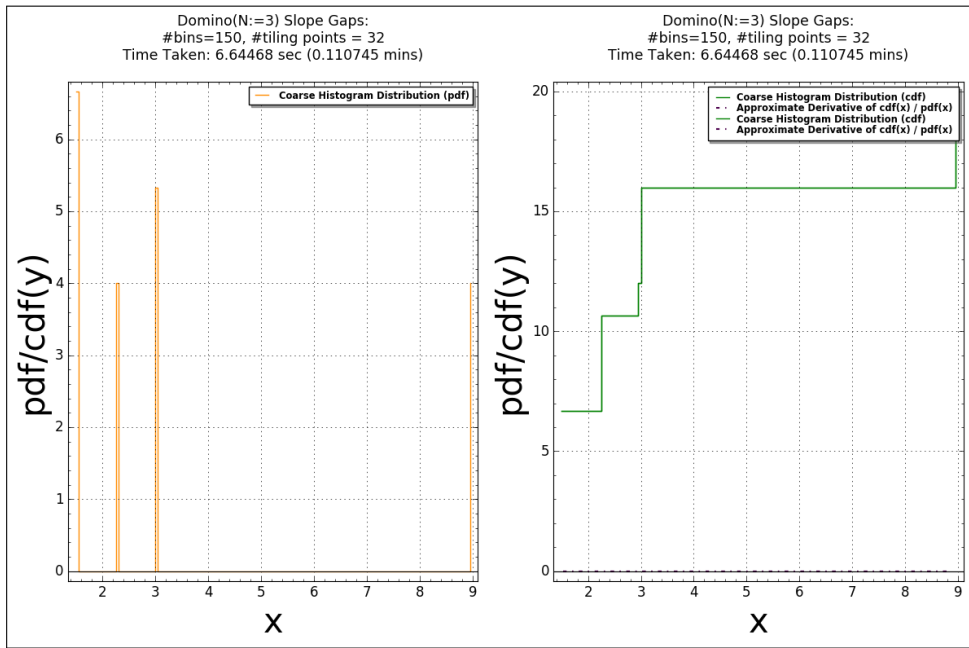 Domino(N:=3) Slope Gaps:
#bins=150, #tiling points = 32
Time Taken: 6.64468 sec (0.110745 mins)
Coarse Histogram Distribution (pdf)
6
5
4
3
2
1
0
2 3 4 5 6 7 8 9
pdf/cdf(y)
x
Domino(N:=3) Slope Gaps:
#bins=150, #tiling points = 32
Time Taken: 6.64468 sec (0.110745 mins)
Coarse Histogram Distribution (cdf)
Approximate Derivative of cdf(x) / pdf(x)
Coarse Histogram Distribution (cdf)
Approximate Derivative of cdf(x) / pdf(x)
20
15
10
5
0
2 3 4 5 6 7 8 9
pdf/cdf(y)
x